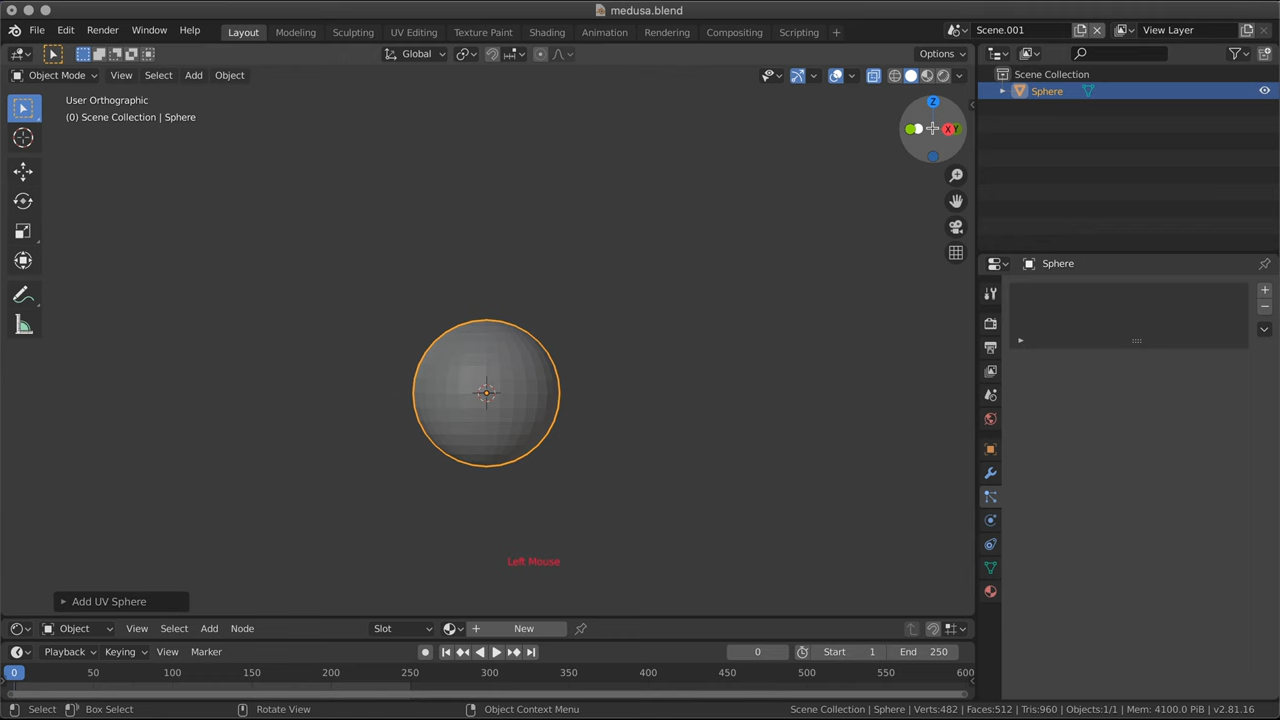 medusa.blend
File Edit Render Window Help Layout Modeling Sculpting UV Editing Texture Paint Shading Animation Rendering Compositing Scripting + Scene.001 View Layer
Global Options
Object Mode View Select Add Object Scene Collection
User Orthographic Sphere
(0) Scene Collection | Sphere
Z
X Y
Sphere
Left Mouse
Add UV Sphere
Object View Select Add Node Slot New
Playback Keying View Marker 0 Start 1 End 250
0 50 100 150 200 250 300 350 400 450 500 550 600
Select Box Select Rotate View Object Context Menu Scene Collection | Sphere | Verts:482 | Faces:512 | Tris:960 | Objects:1/1 | Mem: 4100.0 PiB | v2.81.16